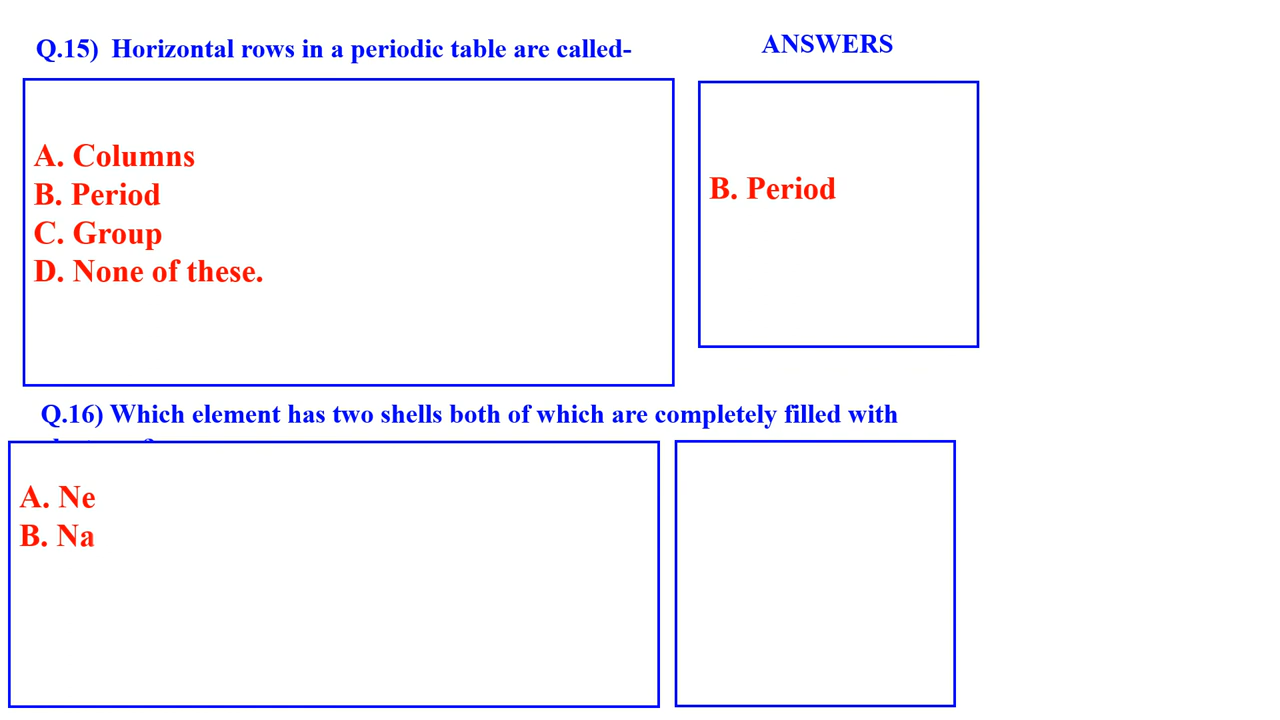 Q.15) Horizontal rows in a periodic table are called-
ANSWERS
A. Columns
B. Period
C. Group
D. None of these.
B. Period
Q.16) Which element has two shells both of which are completely filled with
A. Ne
B. Na